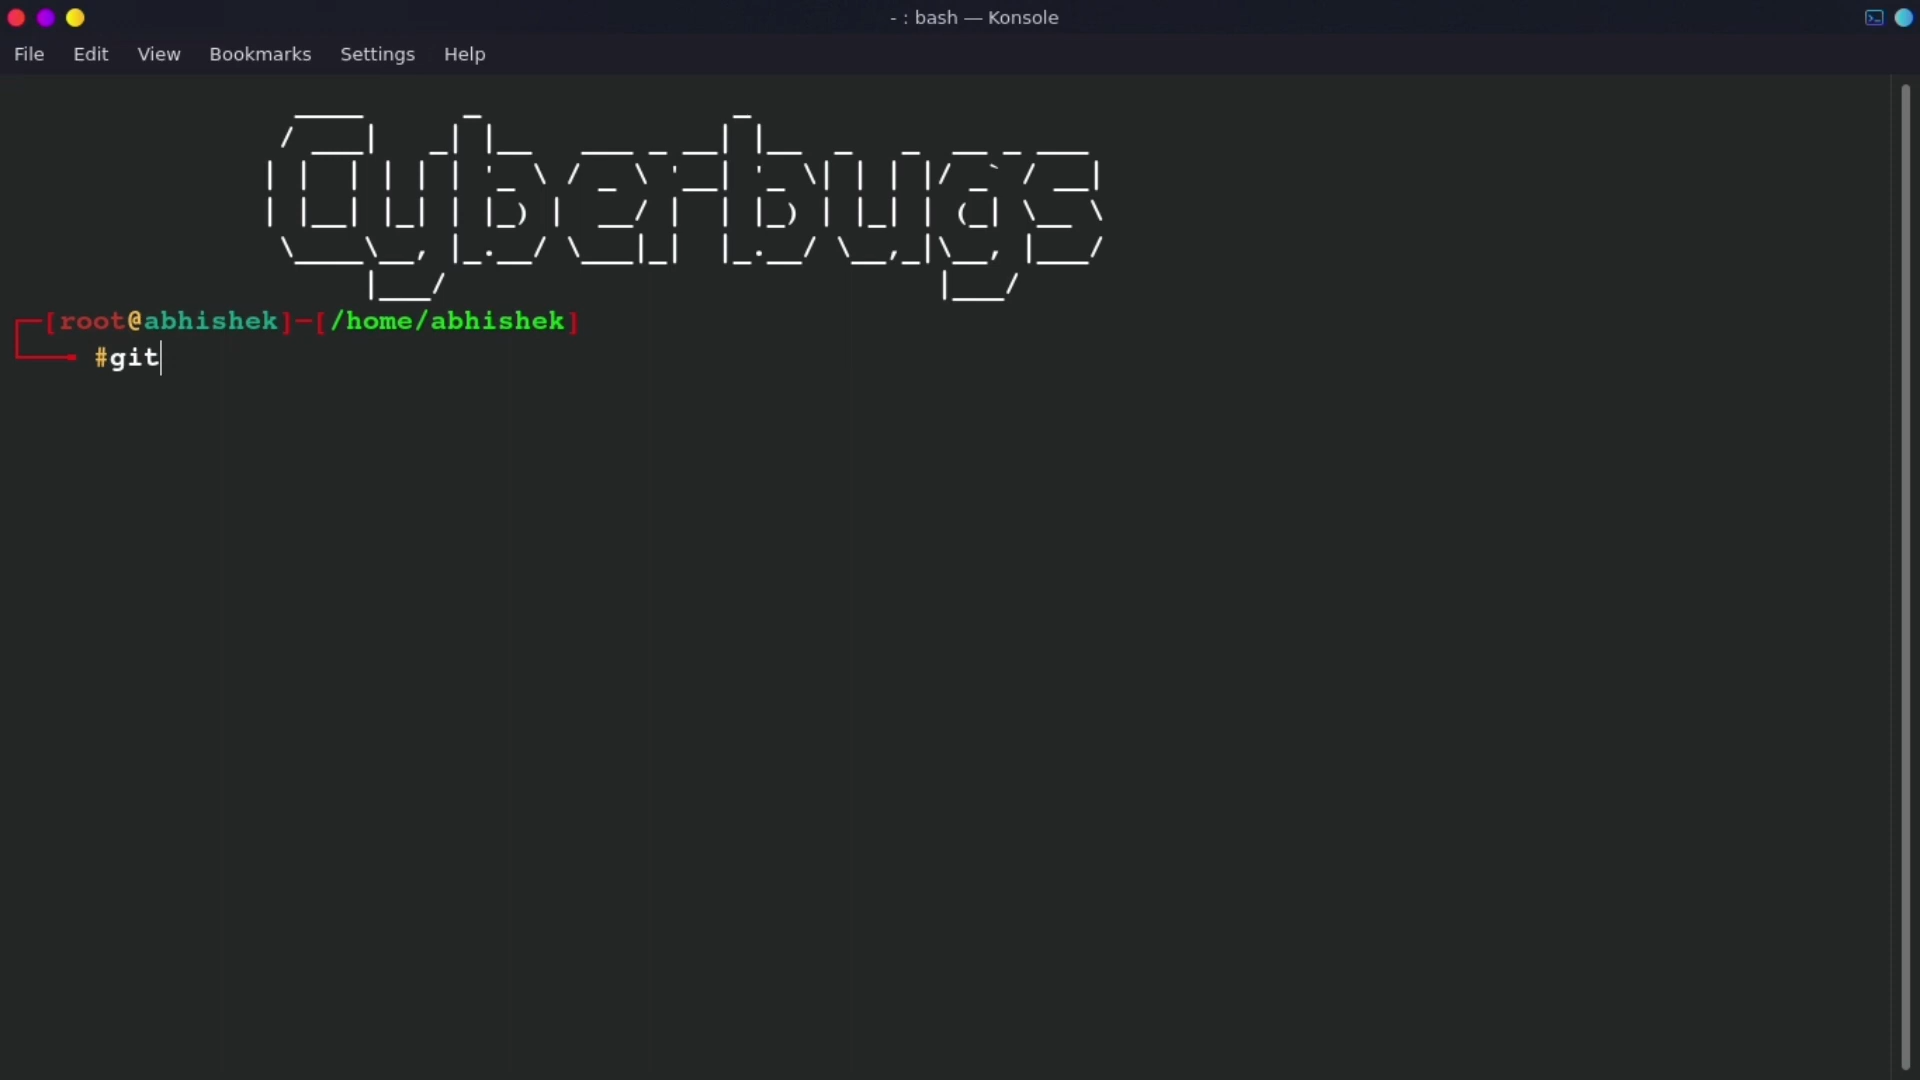 - : bash — Konsole
File Edit View Bookmarks Settings Help
Cyberbugs
[root@abhishek]─[/home/abhishek]
#git